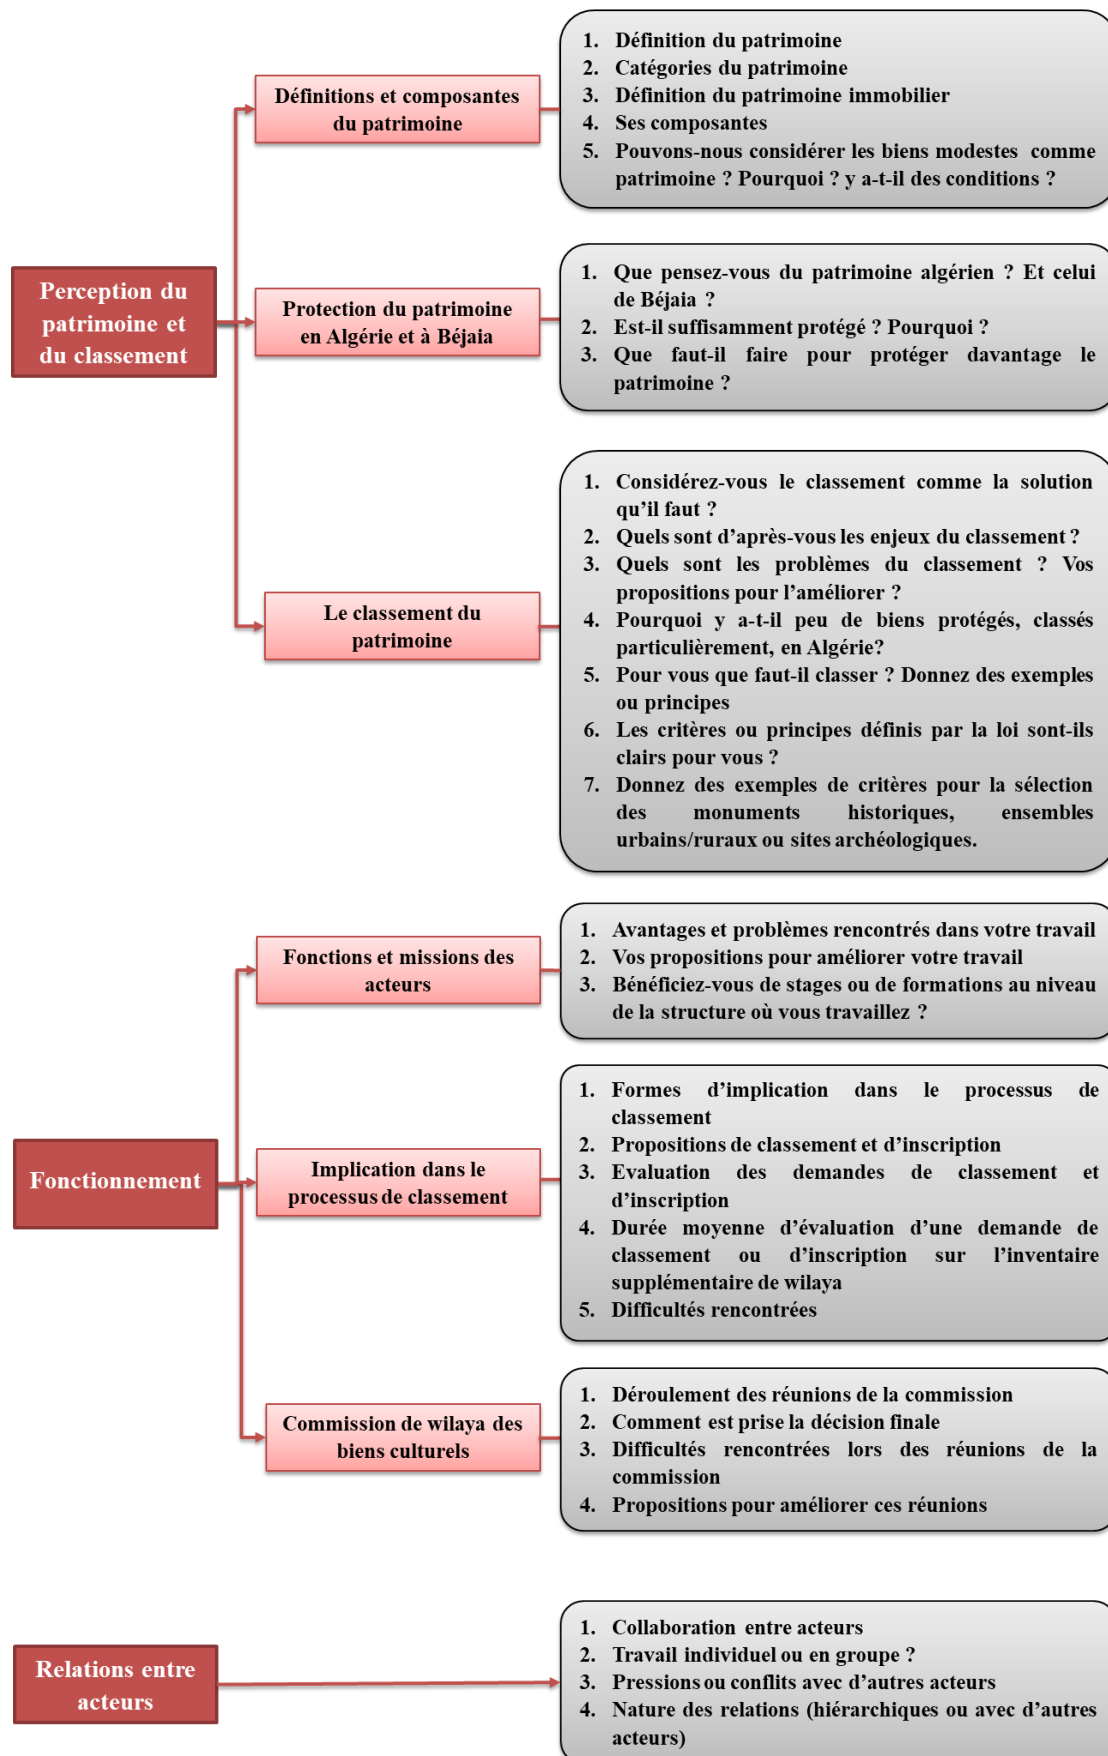 Perception du
patrimoine et
du classement
Définitions et composantes
du patrimoine
1. Définition du patrimoine
2. Catégories du patrimoine
3. Définition du patrimoine immobilier
4. Ses composantes
5. Pouvons-nous considérer les biens modestes comme
patrimoine ? Pourquoi ? y a-t-il des conditions ?
Protection du patrimoine
en Algérie et à Béjaia
1. Que pensez-vous du patrimoine algérien ? Et celui
de Béjaia ?
2. Est-il suffisamment protégé ? Pourquoi ?
3. Que faut-il faire pour protéger davantage le
patrimoine ?
Le classement du
patrimoine
1. Considérez-vous le classement comme la solution
qu'il faut ?
2. Quels sont d'après-vous les enjeux du classement ?
3. Quels sont les problèmes du classement ? Vos
propositions pour l'améliorer ?
4. Pourquoi y a-t-il peu de biens protégés, classés
particulièrement, en Algérie?
5. Pour vous que faut-il classer ? Donnez des exemples
ou principes
6. Les critères ou principes définis par la loi sont-ils
clairs pour vous ?
7. Donnez des exemples de critères pour la sélection
des monuments historiques, ensembles
urbains/ruraux ou sites archéologiques.
Fonctionnement
Fonctions et missions des
acteurs
1. Avantages et problèmes rencontrés dans votre travail
2. Vos propositions pour améliorer votre travail
3. Bénéficiez-vous de stages ou de formations au niveau
de la structure où vous travaillez ?
Implication dans le
processus de classement
1. Formes d'implication dans le processus de
classement
2. Propositions de classement et d'inscription
3. Evaluation des demandes de classement et
d'inscription
4. Durée moyenne d'évaluation d'une demande de
classement ou d'inscription sur l'inventaire
supplémentaire de wilaya
5. Difficultés rencontrées
Commission de wilaya des
biens culturels
1. Déroulement des réunions de la commission
2. Comment est prise la décision finale
3. Difficultés rencontrées lors des réunions de la
commission
4. Propositions pour améliorer ces réunions
Relations entre
acteurs
1. Collaboration entre acteurs
2. Travail individuel ou en groupe ?
3. Pressions ou conflits avec d'autres acteurs
4. Nature des relations (hiérarchiques ou avec d'autres
acteurs)